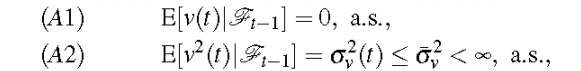 (A1) E[v(t)|ℱ_{t−1}] = 0, a.s.,
(A2) E[v²(t)|ℱ_{t−1}] = σ_v²(t) ≤ σ̄_v² < ∞, a.s.,